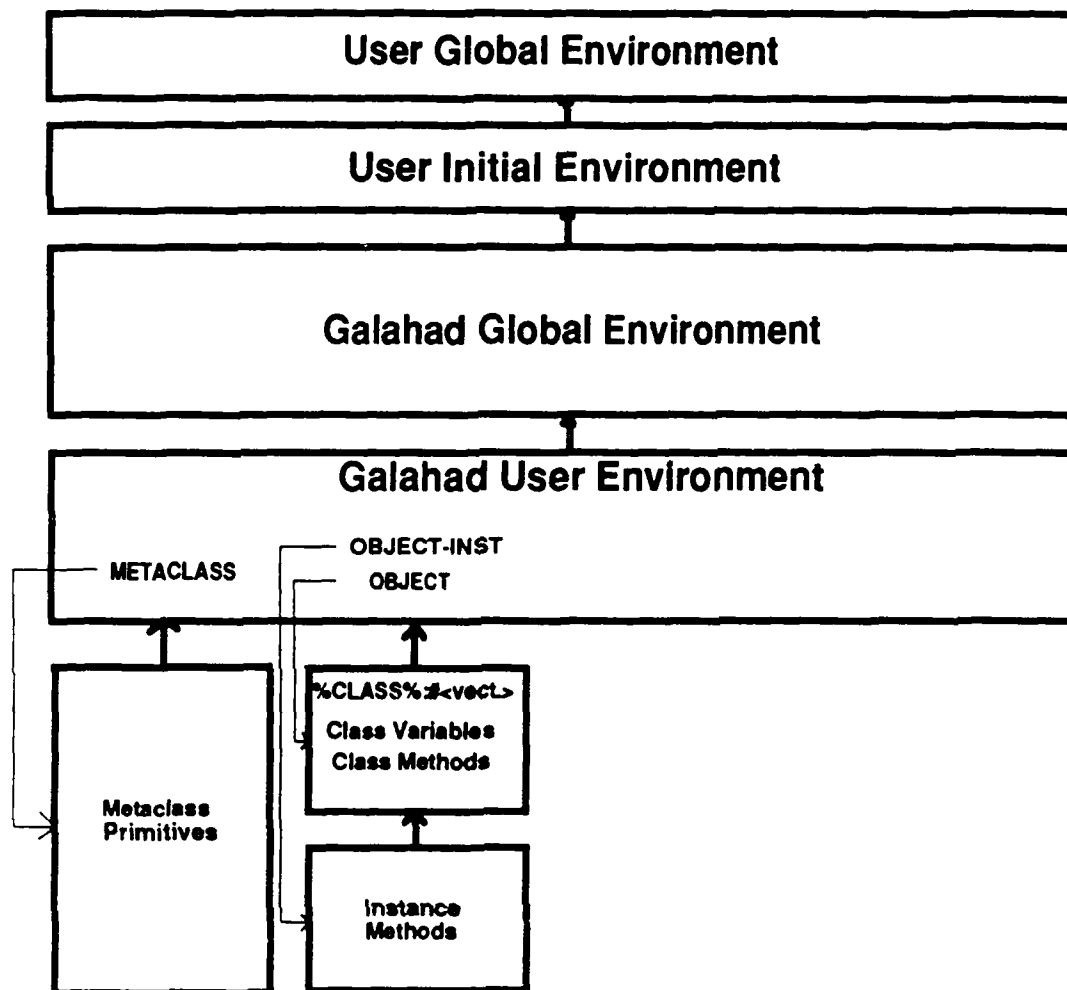 User Global Environment
User Initial Environment
Galahad Global Environment
Galahad User Environment
OBJECT-INST
METACLASS
OBJECT
%CLASS%:#<vect.>
Class Variables
Class Methods
Metaclass
Primitives
Instance
Methods